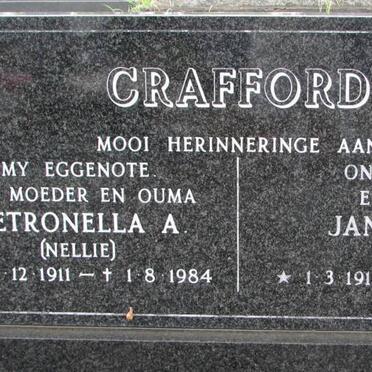 CRAFFORD
MOOI HERINNERINGE AAN
MY EGGENOTE.
MOEDER EN OUMA
ETRONELLA A.
(NELLIE)
12 1911 – † 1 8 1984
ON
E
JAN
★ 1 3 191